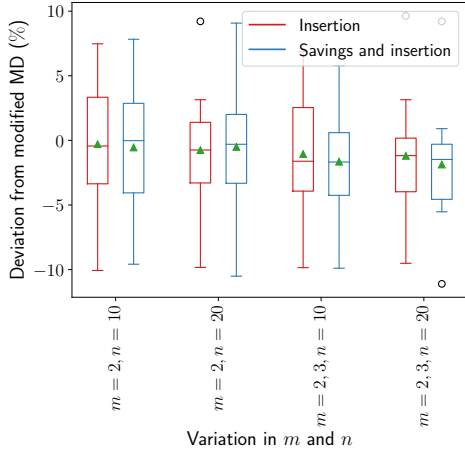 Deviation from modified MD (%)
10
5
0
−5
−10
Insertion
Savings and insertion
m = 2, n = 10
m = 2, n = 20
m = 2, 3, n = 10
m = 2, 3, n = 20
Variation in m and n